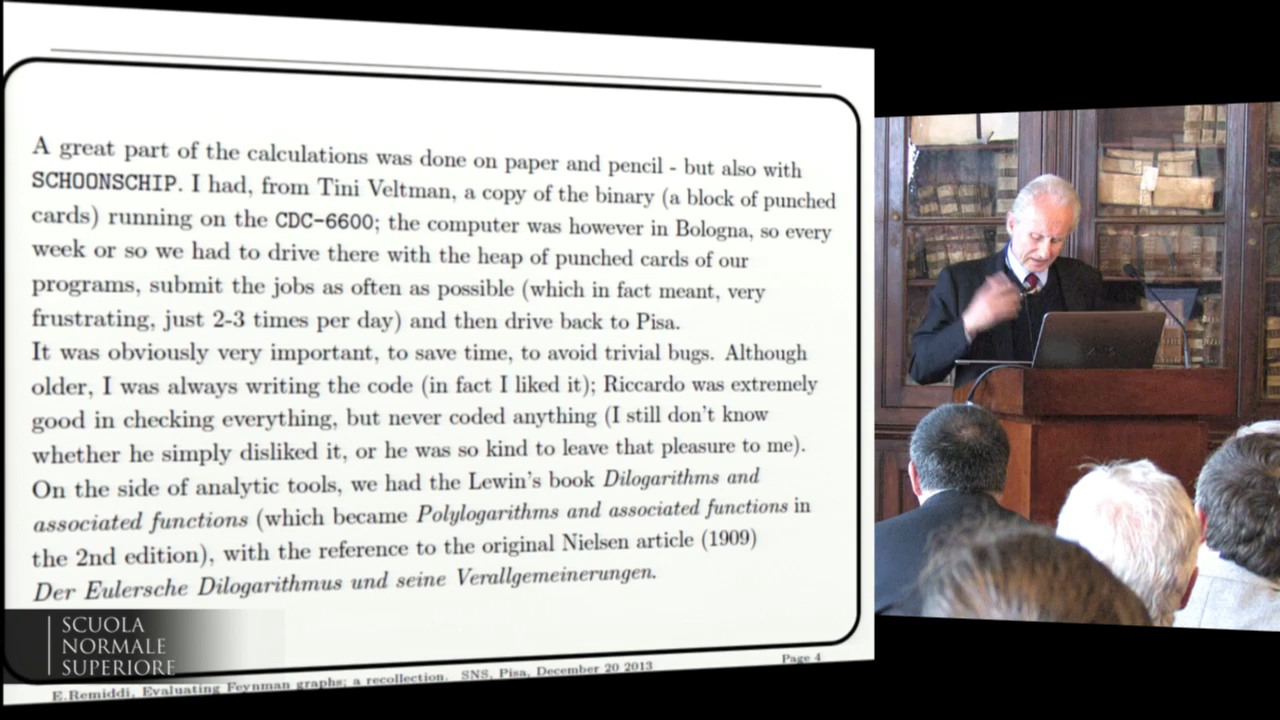 A great part of the calculations was done on paper and pencil - but also with
SCHOONSCHIP. I had, from Tini Veltman, a copy of the binary (a block of punched
cards) running on the CDC-6600; the computer was however in Bologna, so every
week or so we had to drive there with the heap of punched cards of our
programs, submit the jobs as often as possible (which in fact meant, very
frustrating, just 2-3 times per day) and then drive back to Pisa.
It was obviously very important, to save time, to avoid trivial bugs. Although
older, I was always writing the code (in fact I liked it); Riccardo was extremely
good in checking everything, but never coded anything (I still don't know
whether he simply disliked it, or he was so kind to leave that pleasure to me).
On the side of analytic tools, we had the Lewin's book Dilogarithms and
associated functions (which became Polylogarithms and associated functions in
the 2nd edition), with the reference to the original Nielsen article (1909)
Der Eulersche Dilogarithmus und seine Verallgemeinerungen.
SCUOLA
NORMALE
SUPERIORE
E.Remiddi, Evaluating Feynman graphs; a recollection. SNS, Pisa, December 20 2013 Page 4